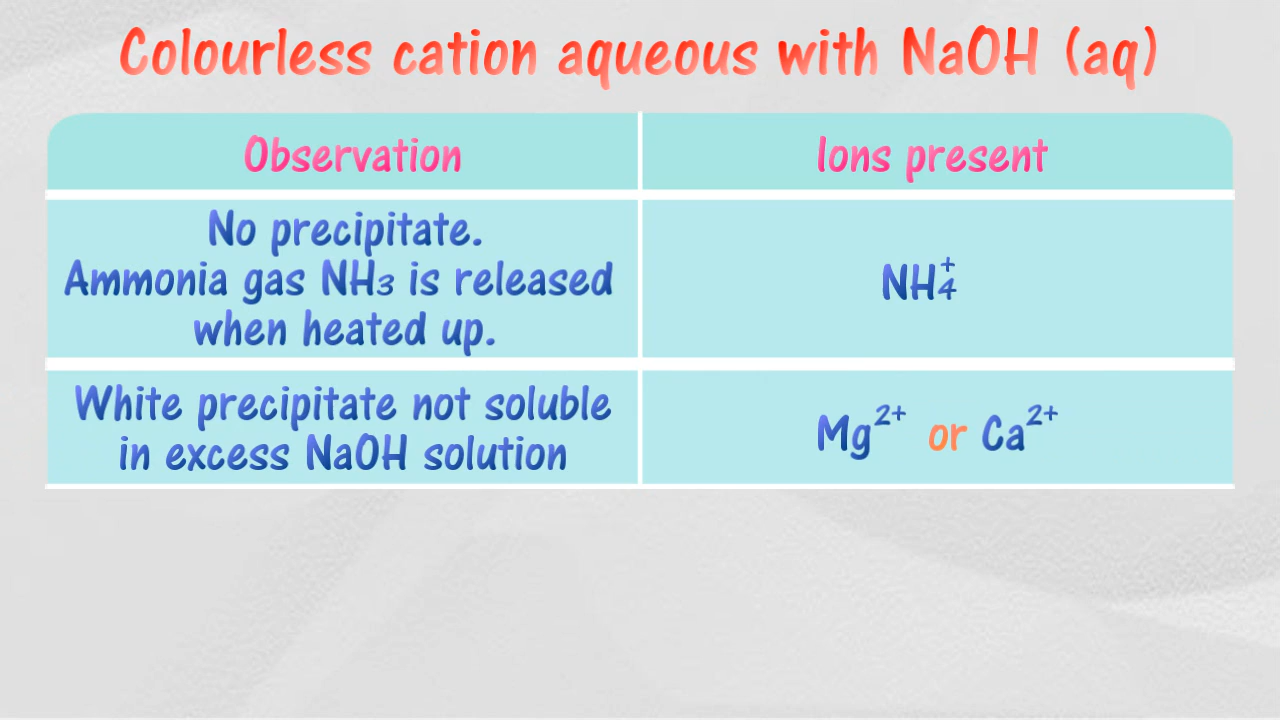 Colourless cation aqueous with NaOH (aq)
Observation
Ions present
No precipitate.
Ammonia gas NH₃ is released
when heated up.
NH₄⁺
White precipitate not soluble
in excess NaOH solution
Mg²⁺ or Ca²⁺